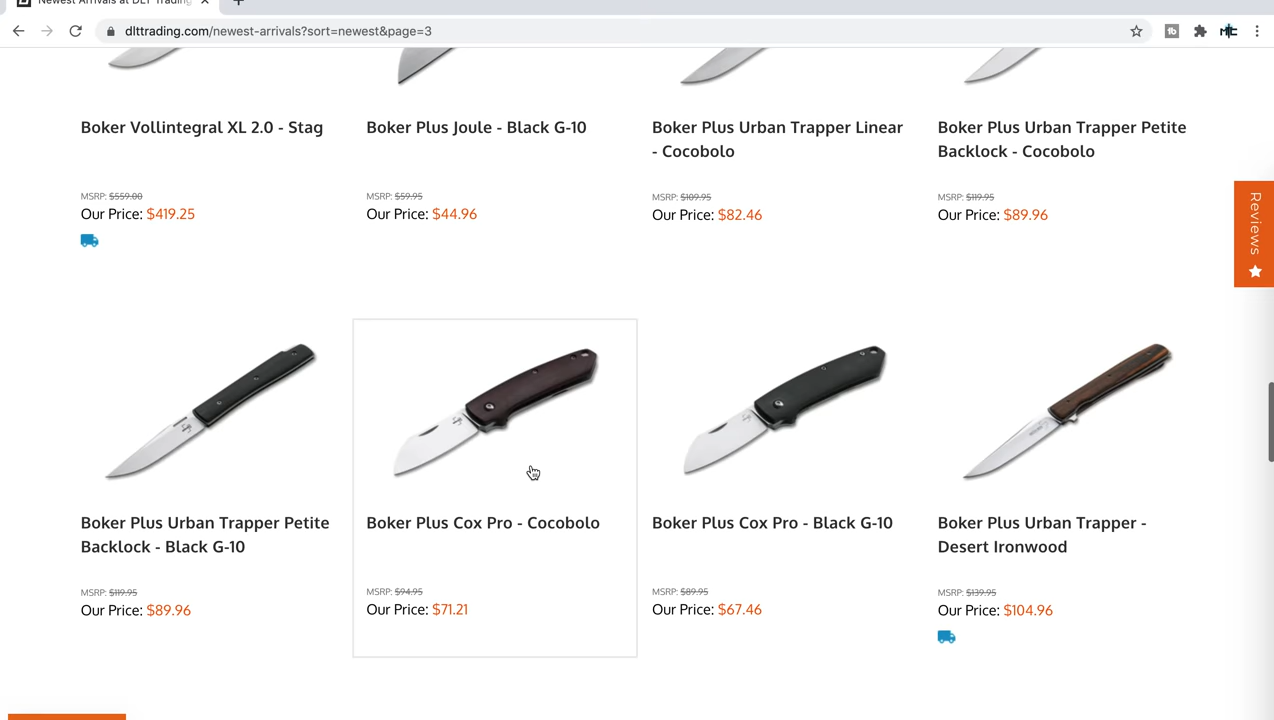 Newest Arrivals at DLT Trading
dlttrading.com/newest-arrivals?sort=newest&page=3
Boker Vollintegral XL 2.0 - Stag
MSRP: $559.00
Our Price: $419.25
Boker Plus Joule - Black G-10
MSRP: $59.95
Our Price: $44.96
Boker Plus Urban Trapper Linear
- Cocobolo
MSRP: $109.95
Our Price: $82.46
Boker Plus Urban Trapper Petite
Backlock - Cocobolo
MSRP: $119.95
Our Price: $89.96
Reviews
Boker Plus Urban Trapper Petite
Backlock - Black G-10
MSRP: $119.95
Our Price: $89.96
Boker Plus Cox Pro - Cocobolo
MSRP: $94.95
Our Price: $71.21
Boker Plus Cox Pro - Black G-10
MSRP: $89.95
Our Price: $67.46
Boker Plus Urban Trapper -
Desert Ironwood
MSRP: $139.95
Our Price: $104.96